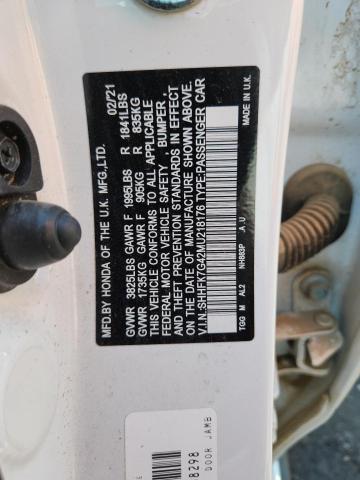 MFD.BY HONDA OF THE U.K. MFG.,LTD. 02/21
GVWR 3825LBS GAWR F 1995LBS R 1841LBS
GVWR 1735KG GAWR F 905KG R 835KG
THIS VEHICLE CONFORMS TO ALL APPLICABLE
FEDERAL MOTOR VEHICLE SAFETY , BUMPER ,
AND THEFT PREVENTION STANDARDS IN EFFECT
ON THE DATE OF MANUFACTURE SHOWN ABOVE.
V.I.N.:SHHFK7G42MU218176 TYPE:PASSENGER CAR
TGG M AL2 NH883P .A .U MADE IN U.K.
8298
DOOR JAMB